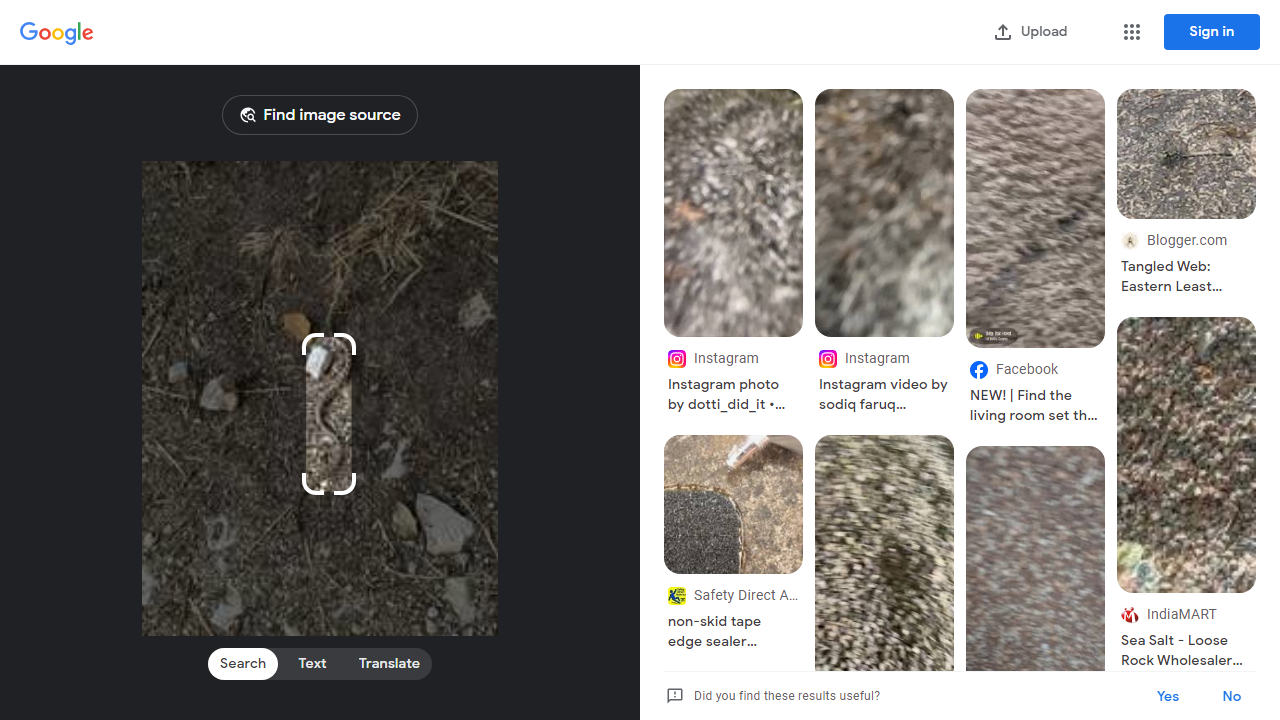 Google
Upload
Sign in
Find image source
Search
Text
Translate
Instagram
Instagram photo
by dotti_did_it •...
Instagram
Instagram video by
sodiq faruq...
Facebook
NEW! | Find the
living room set th...
Blogger.com
Tangled Web:
Eastern Least...
Safety Direct A...
non-skid tape
edge sealer...
IndiaMART
Sea Salt - Loose
Rock Wholesaler...
Did you find these results useful?
Yes
No